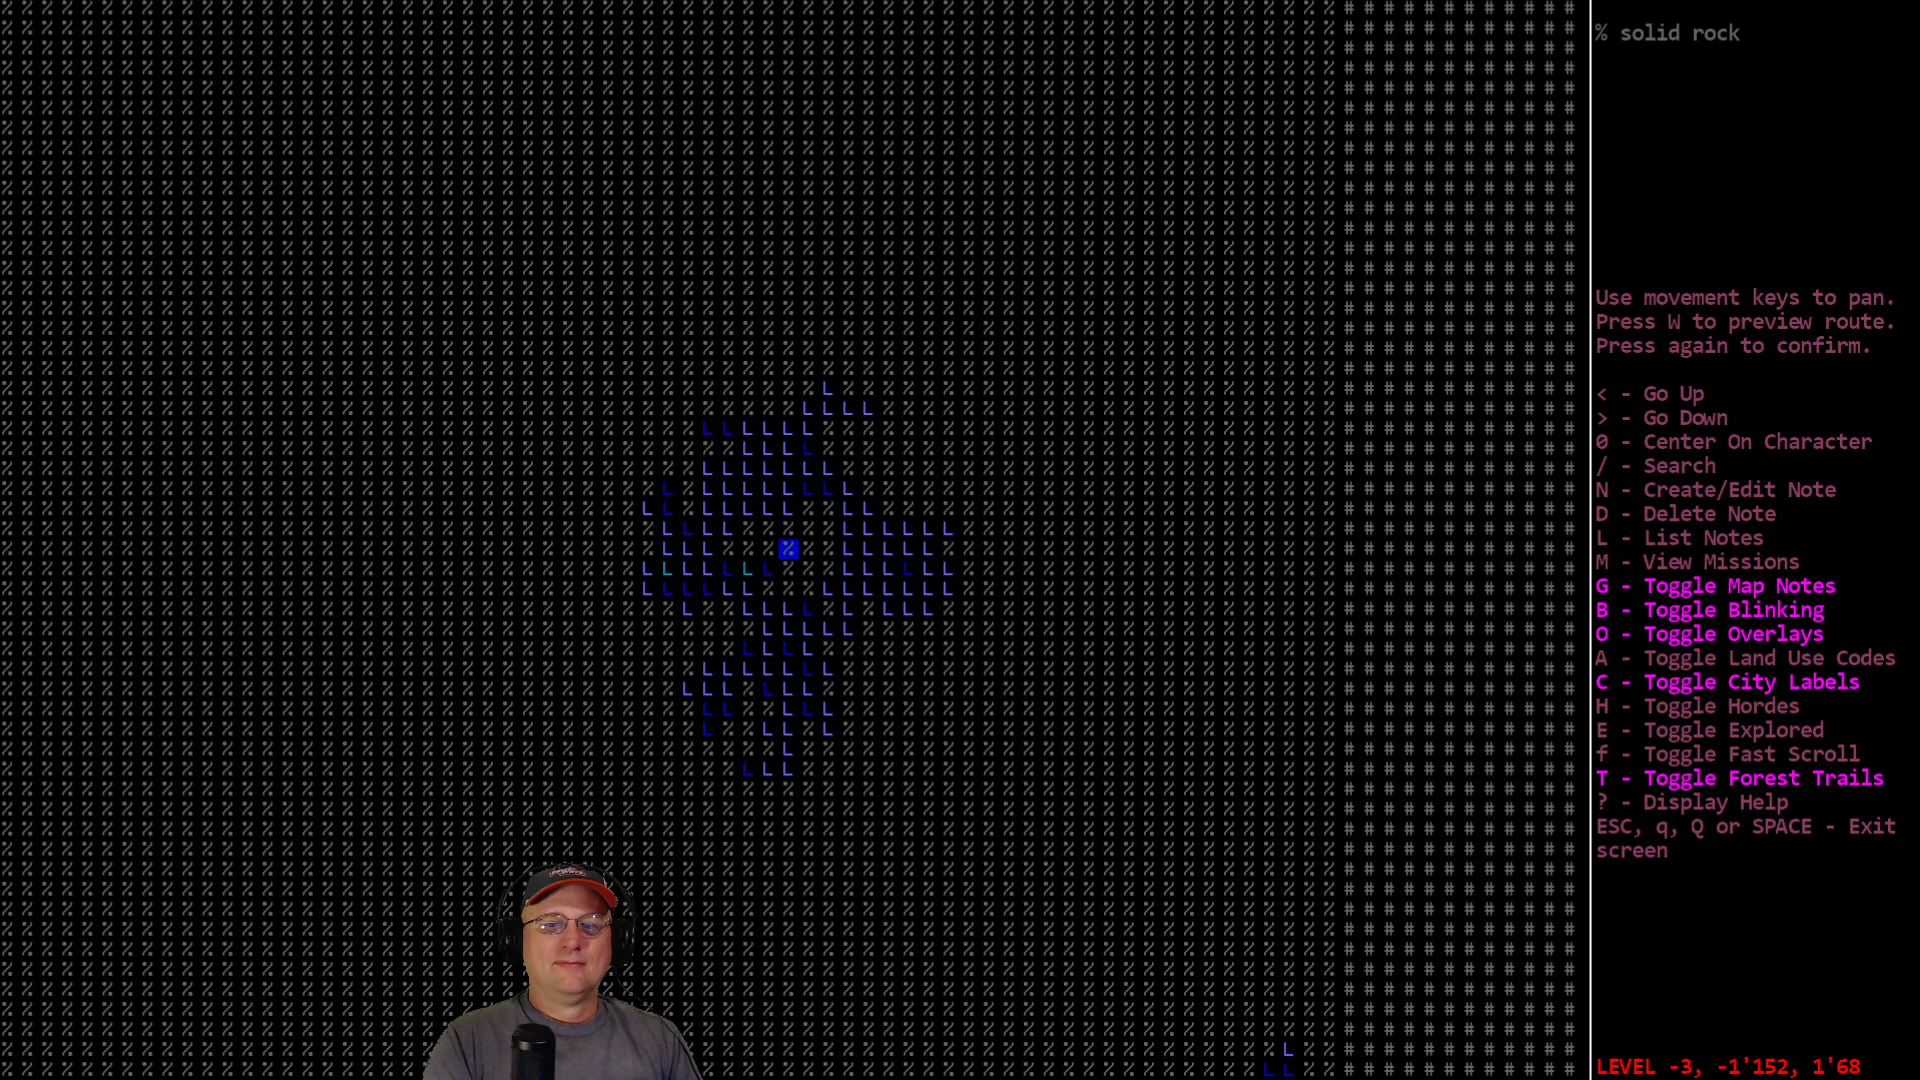 % solid rock
Use movement keys to pan.
Press W to preview route.
Press again to confirm.
< - Go Up
> - Go Down
0 - Center On Character
/ - Search
N - Create/Edit Note
D - Delete Note
L - List Notes
M - View Missions
G - Toggle Map Notes
B - Toggle Blinking
O - Toggle Overlays
A - Toggle Land Use Codes
C - Toggle City Labels
H - Toggle Hordes
E - Toggle Explored
f - Toggle Fast Scroll
T - Toggle Forest Trails
? - Display Help
ESC, q, Q or SPACE - Exit
screen
LEVEL -3, -1'152, 1'68